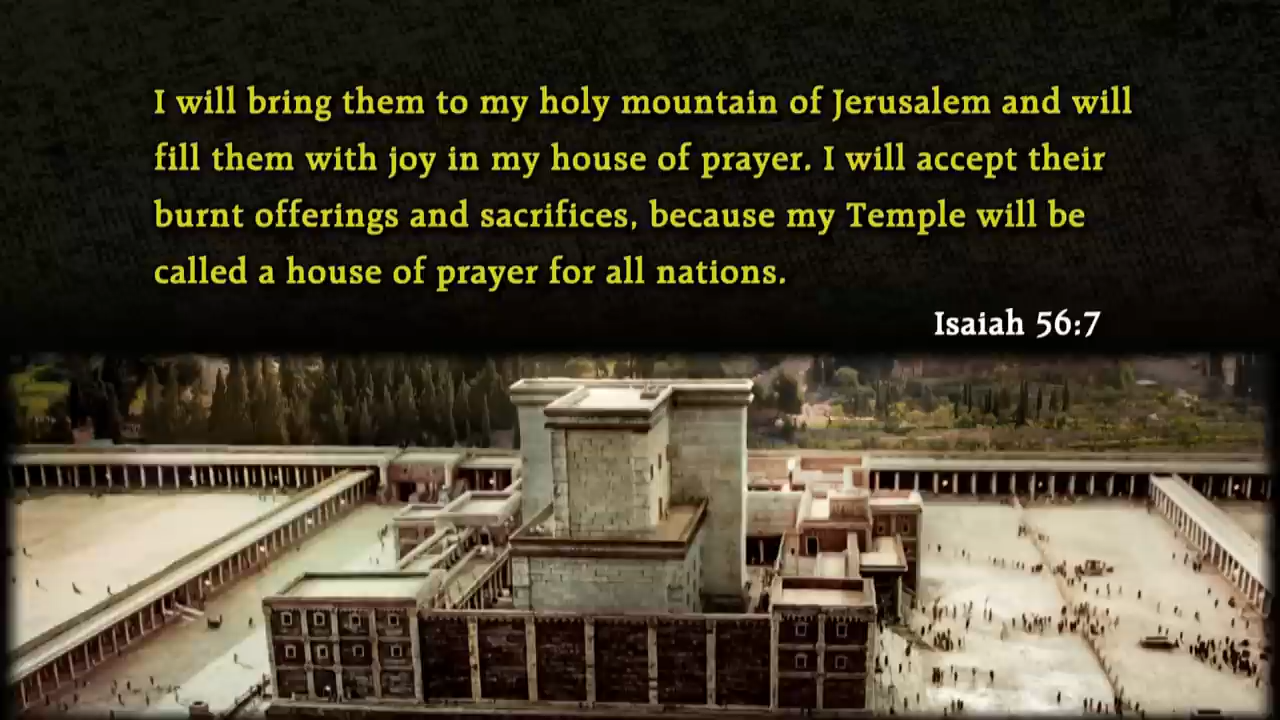 I will bring them to my holy mountain of Jerusalem and will
fill them with joy in my house of prayer. I will accept their
burnt offerings and sacrifices, because my Temple will be
called a house of prayer for all nations.
Isaiah 56:7